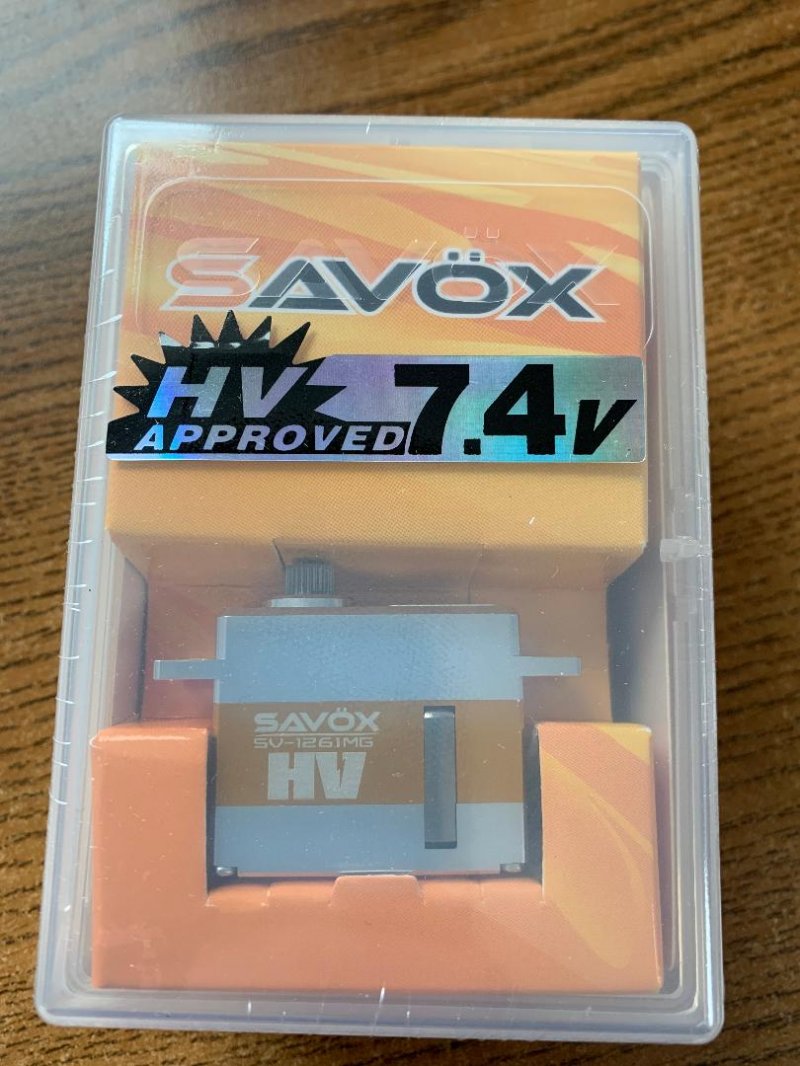 SAVÖX
HV
APPROVED 7.4V
SAVÖX
SV-1261MG
HV